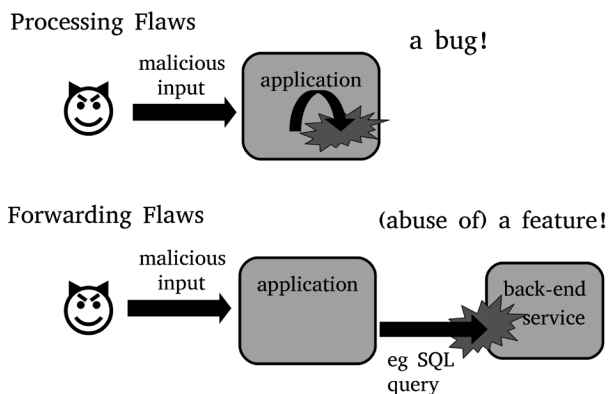 Processing Flaws
a bug!
malicious
input
application
Forwarding Flaws
(abuse of) a feature!
malicious
input
application
back-end
service
eg SQL
query